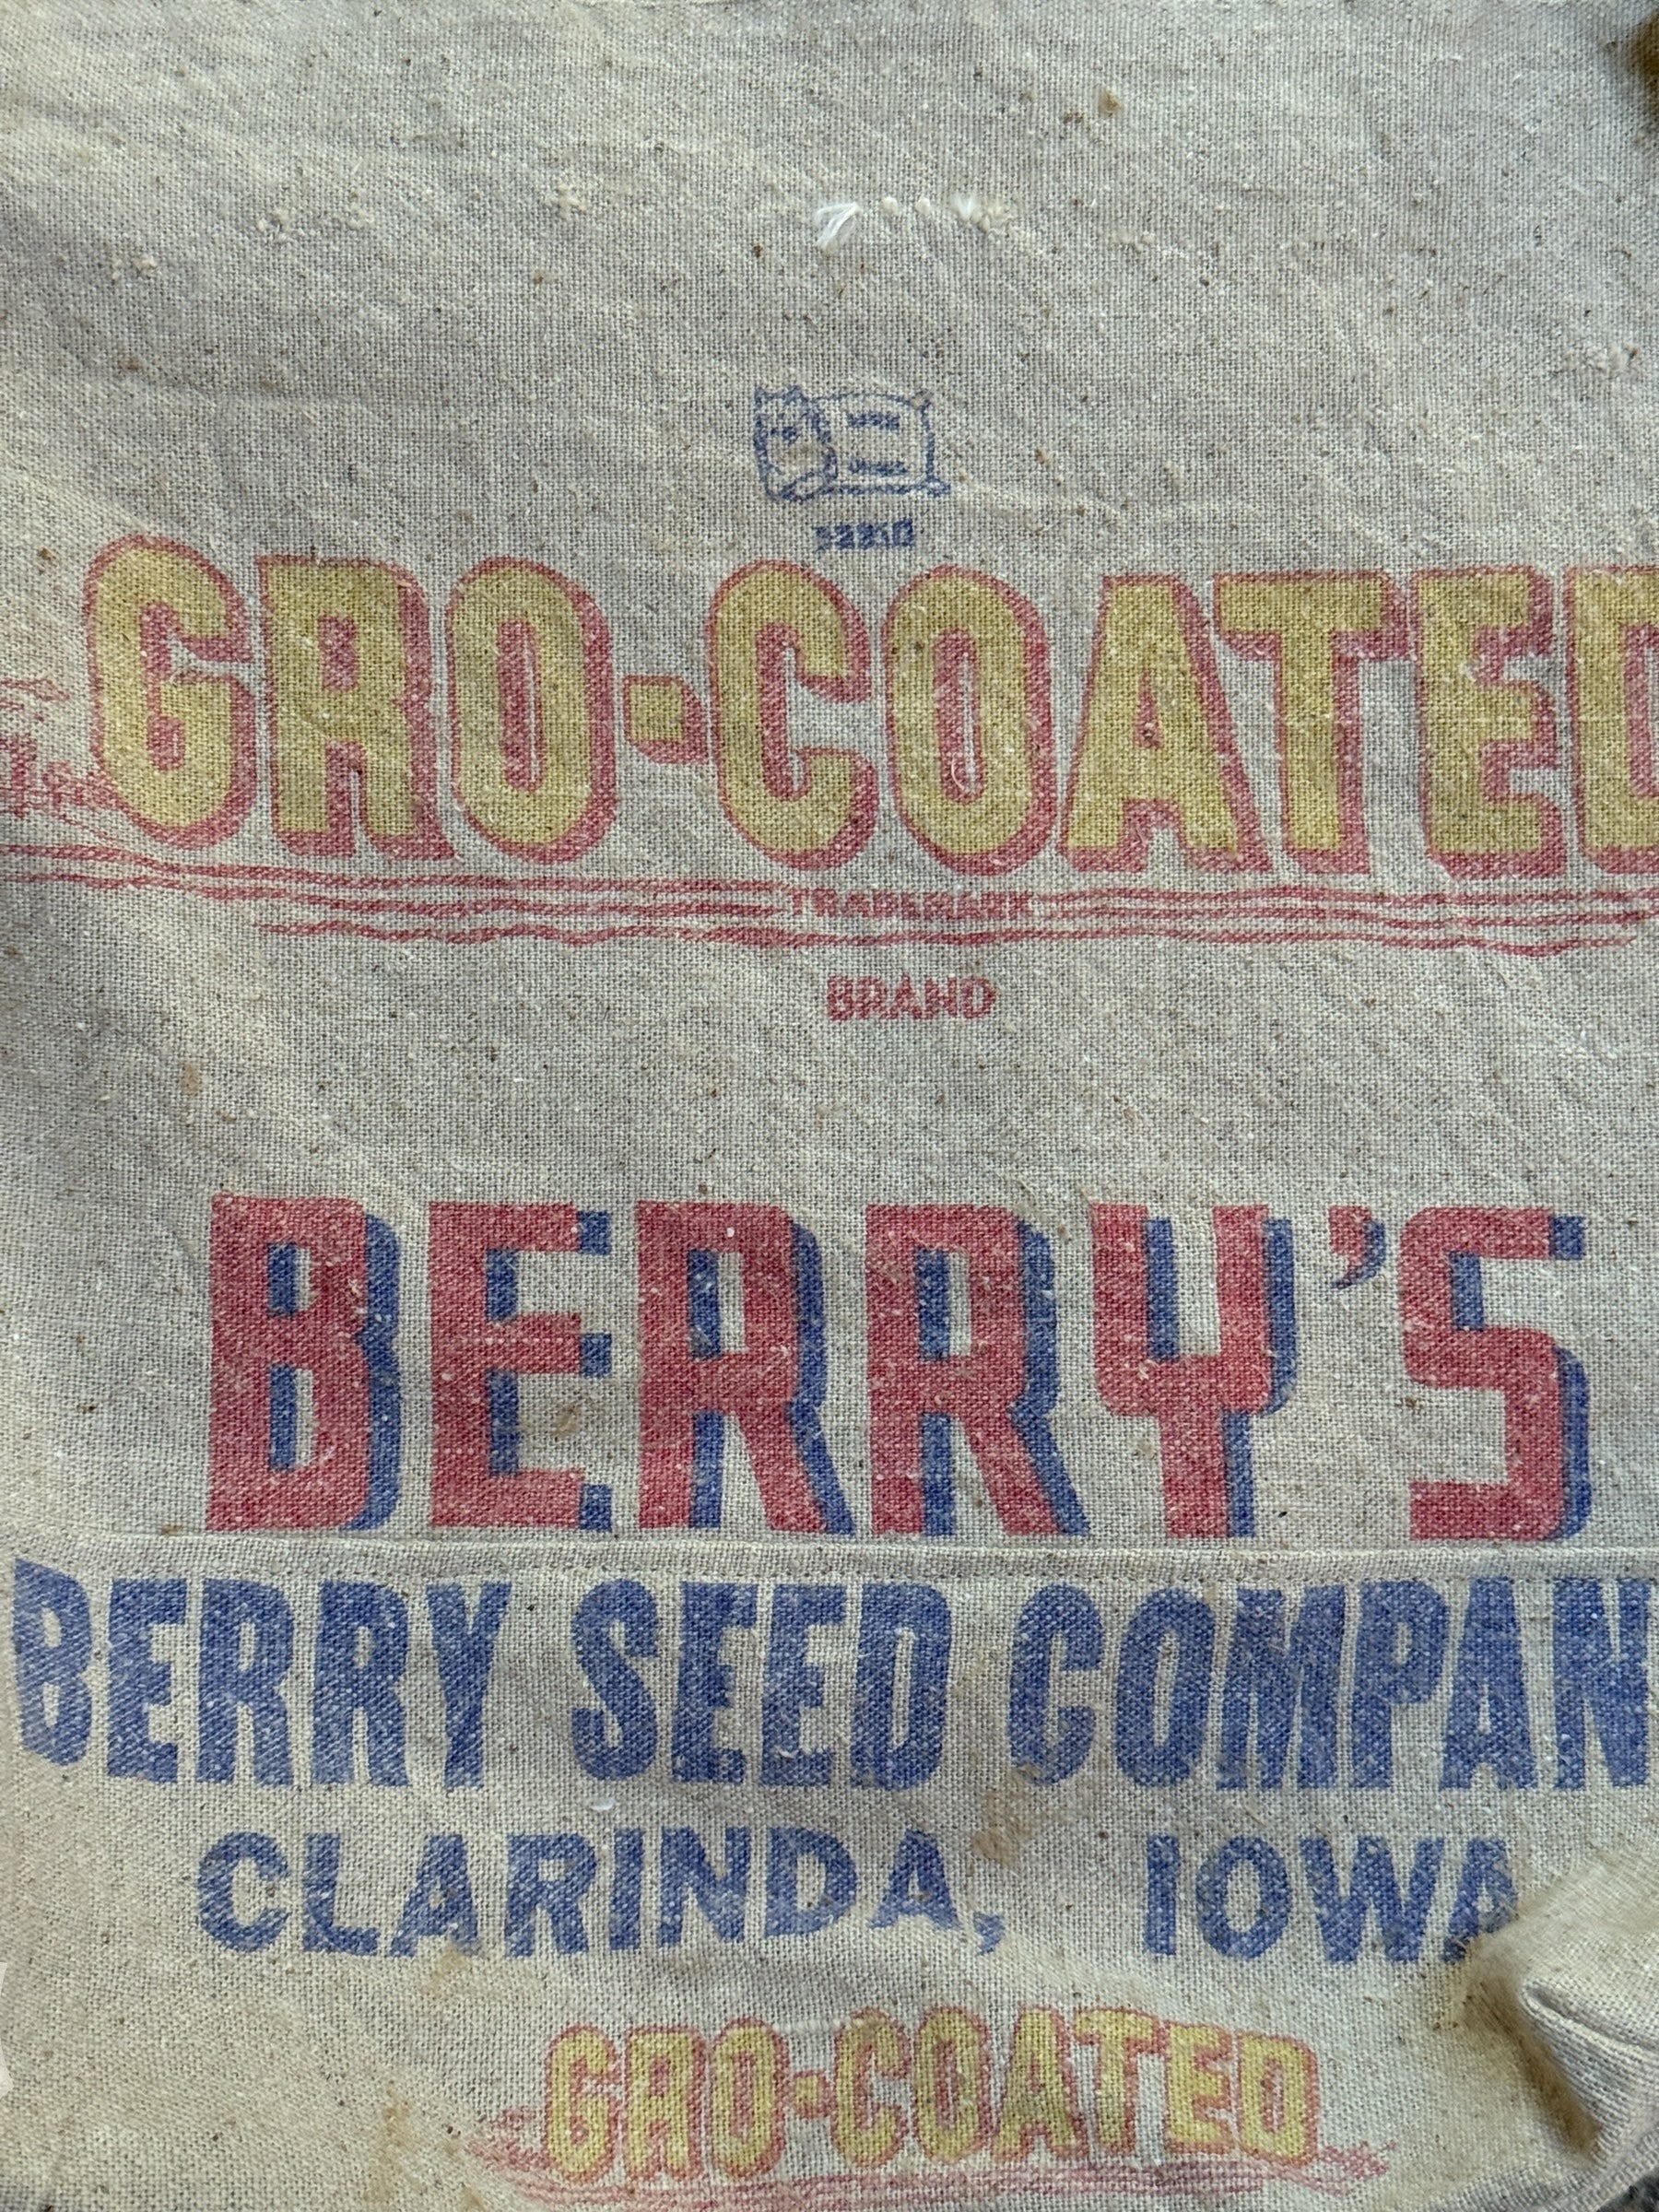 GRO-COATED
TRADEMARK
BRAND
BERRY'S
BERRY SEED COMPAN
CLARINDA, IOWA
GRO-COATED